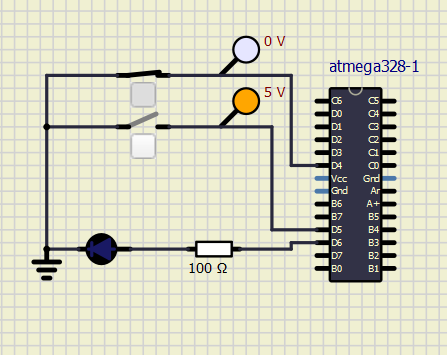 0 V
atmega328-1
5 V
C6 C5
D0 C4
D1 C3
D2 C2
D3 C1
D4 C0
Vcc Gnd
Gnd Ar
B6 A+
B7 B5
D5 B4
D6 B3
D7 B2
B0 B1
100 Ω